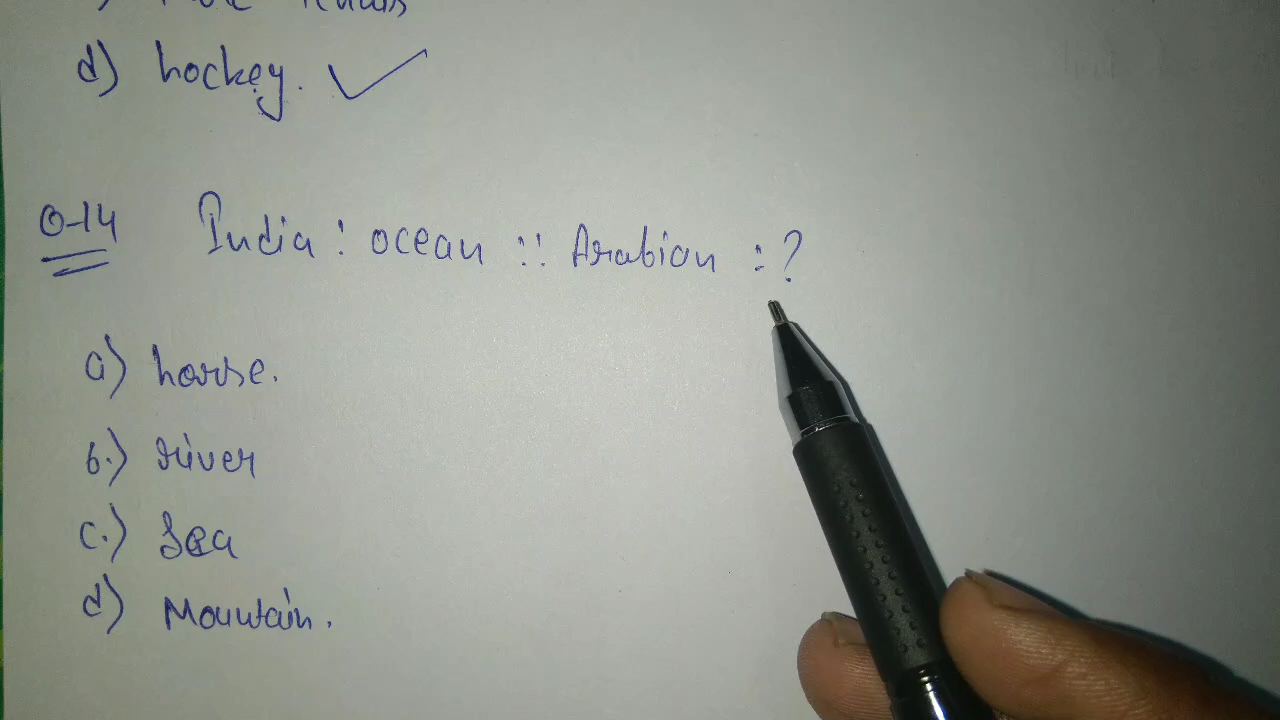 d) hockey.
Q-14 India : ocean :: Arabian : ?
a) horse.
b.) river
c.) Sea
d) Mountain.